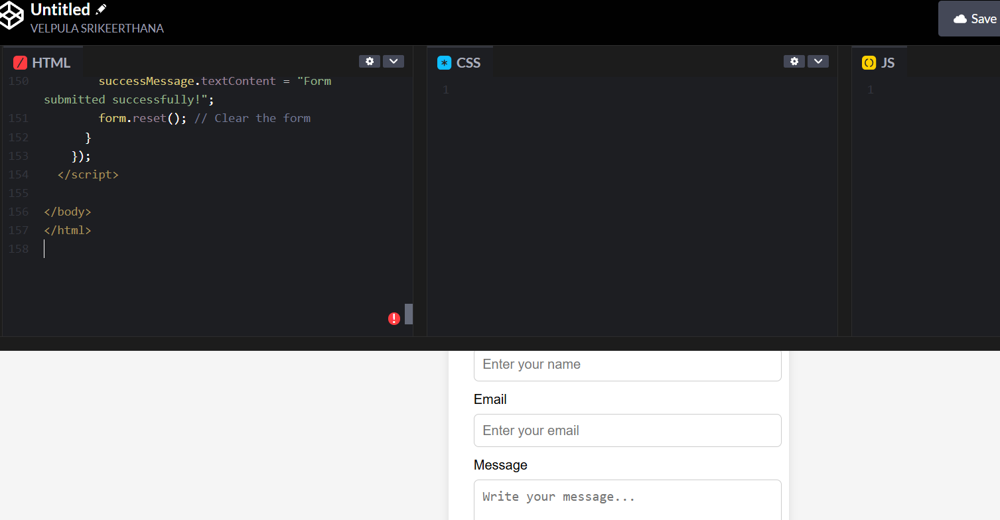 Untitled
VELPULA SRIKEERTHANA
Save
HTML
150 successMessage.textContent = "Form
submitted successfully!";
151 form.reset(); // Clear the form
152 }
153 });
154 </script>
155
156 </body>
157 </html>
158
CSS
1
JS
1
Enter your name
Email
Enter your email
Message
Write your message...